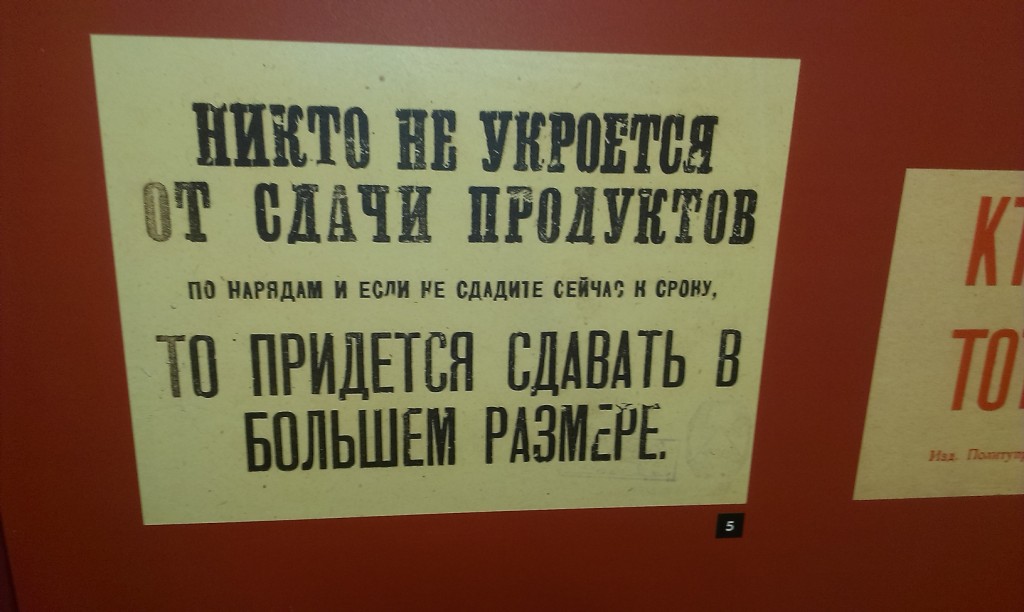 НИКТО НЕ УКРОЕТСЯ
ОТ СДАЧИ ПРОДУКТОВ
ПО НАРЯДАМ И ЕСЛИ НЕ СДАДИТЕ СЕЙЧАС К СРОКУ,
ТО ПРИДЕТСЯ СДАВАТЬ В
БОЛЬШЕМ РАЗМЕРЕ.
5
Изд.